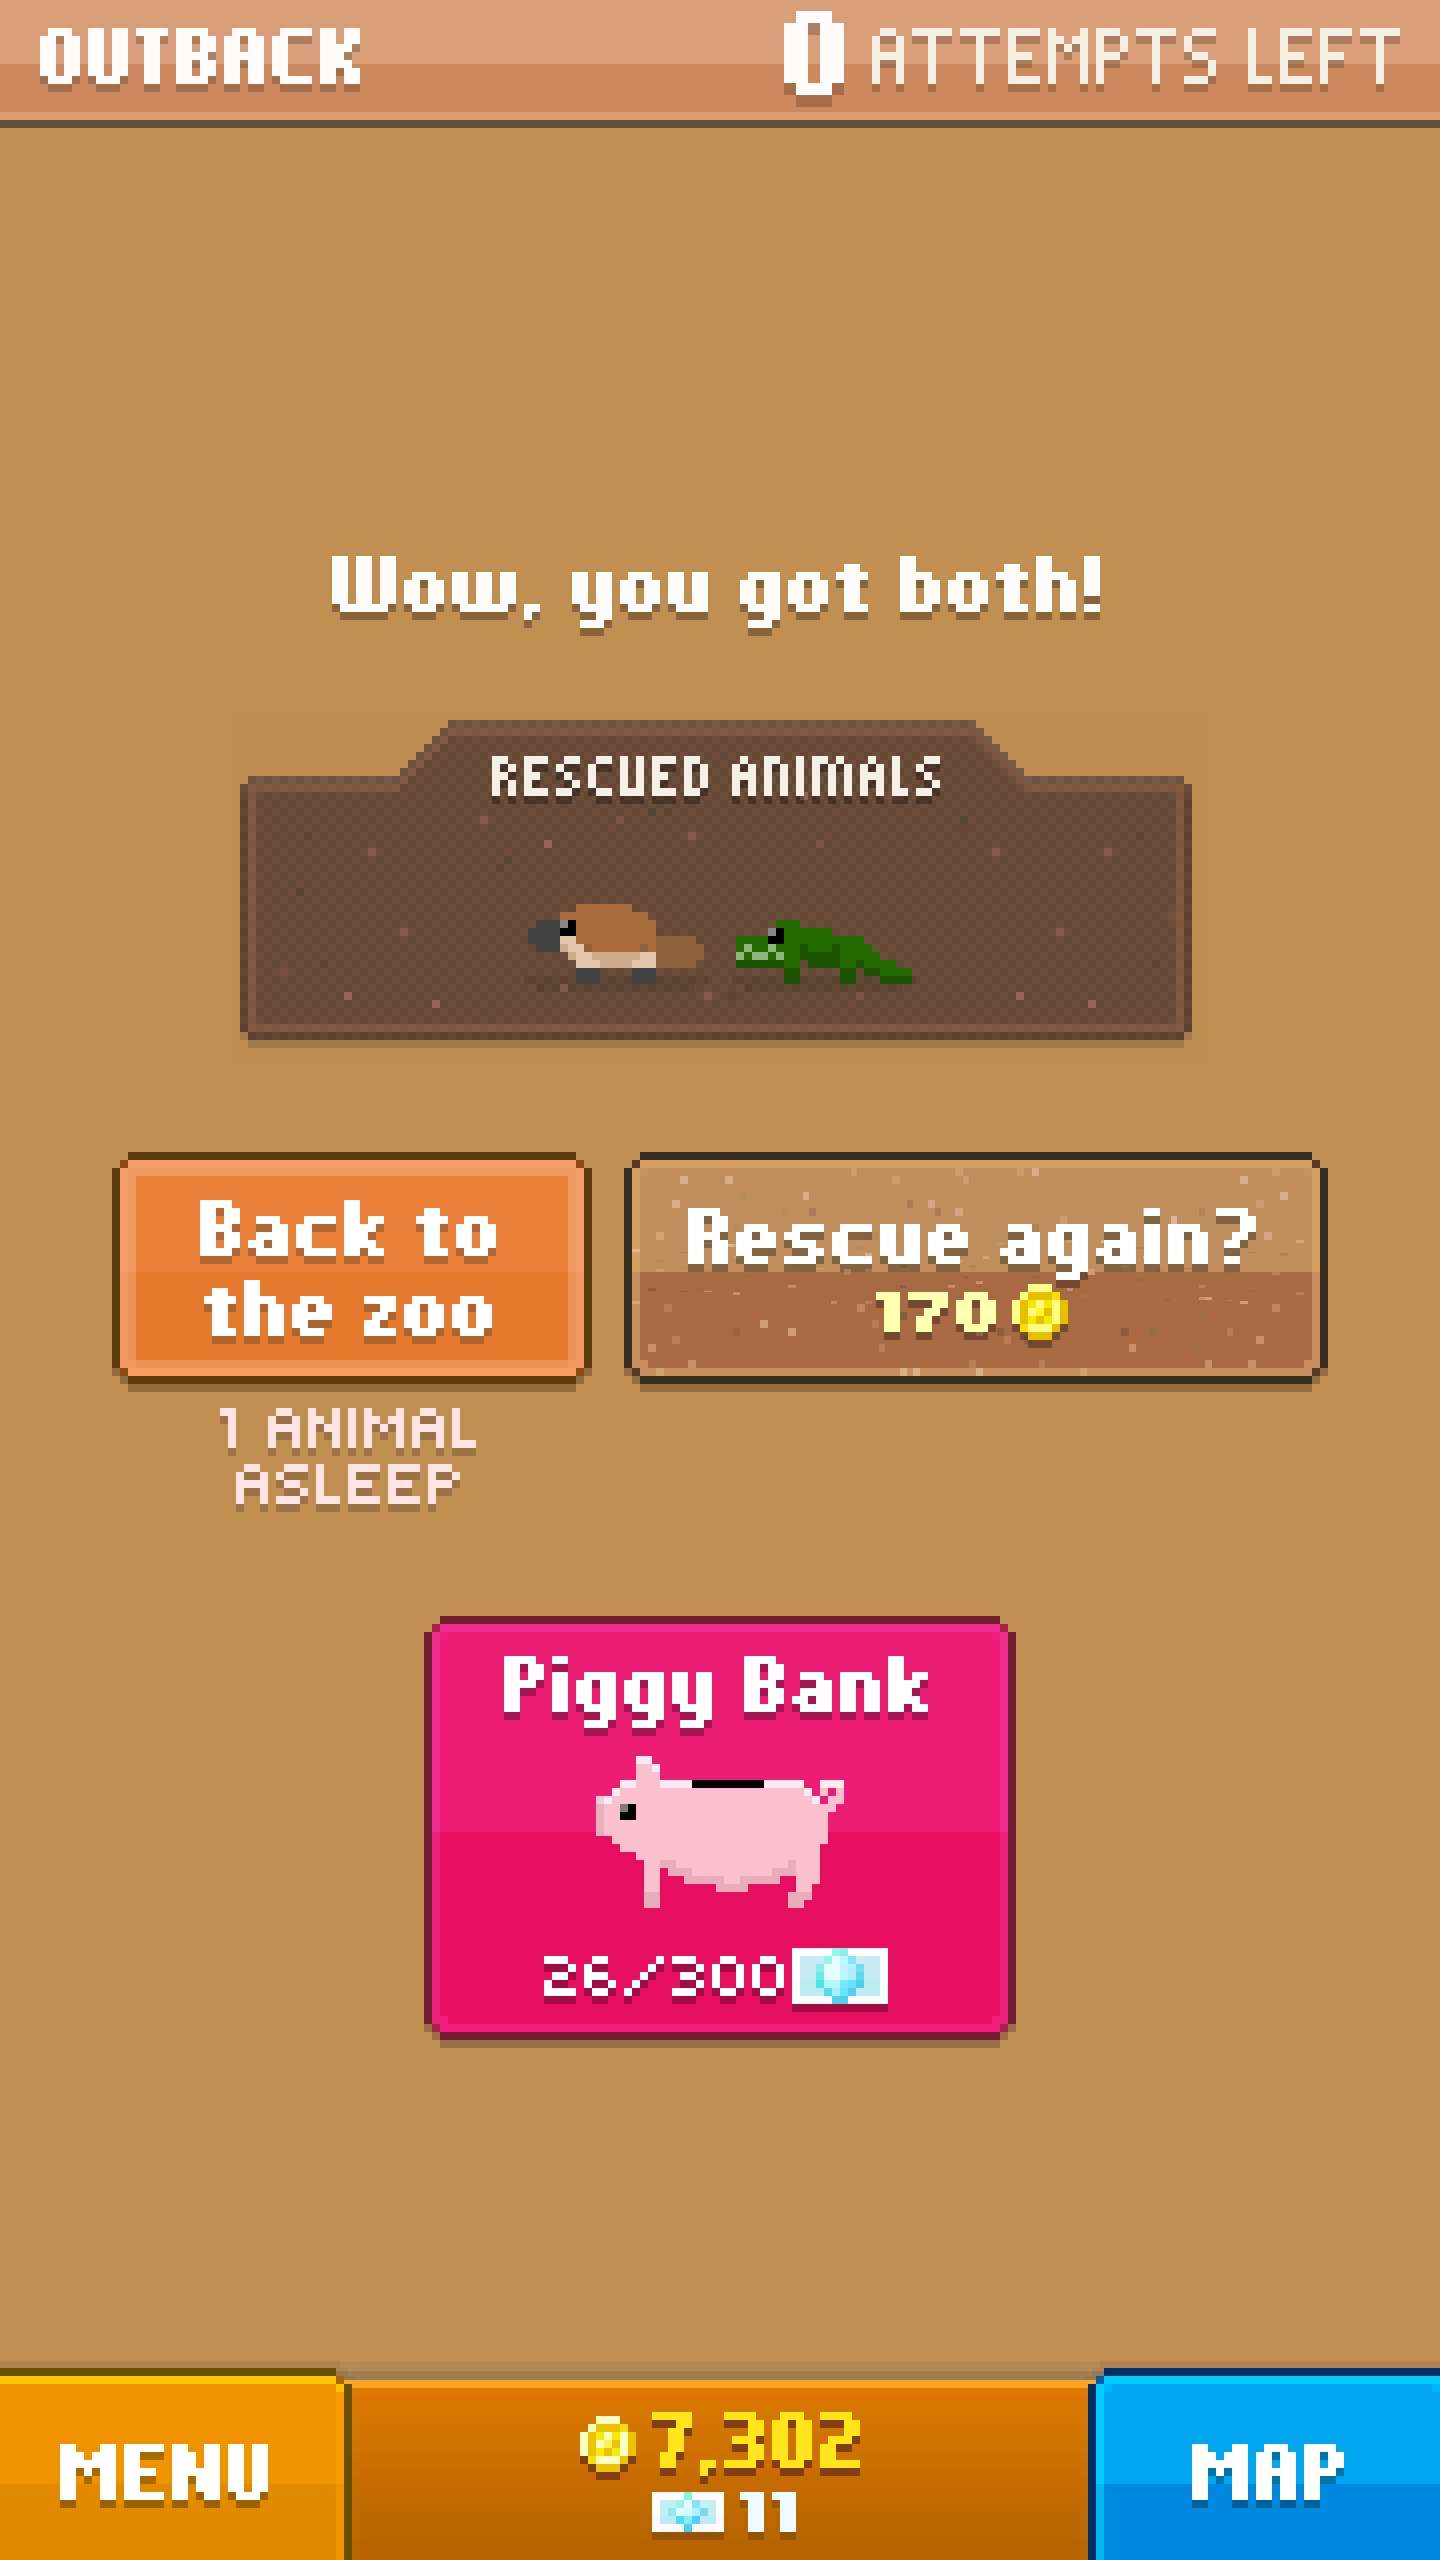 OUTBACK
0 ATTEMPTS LEFT
Wow, you got both!
RESCUED ANIMALS
Back to
the zoo
Rescue again?
170
1 ANIMAL
ASLEEP
Piggy Bank
26/300
MENU
7,302
11
MAP